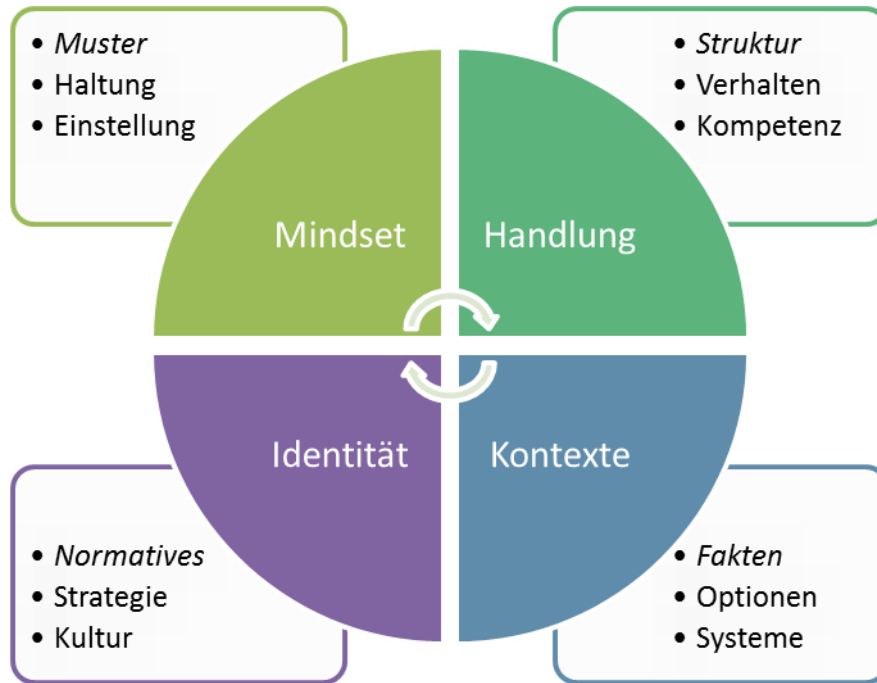 • Muster
• Haltung
• Einstellung
• Struktur
• Verhalten
• Kompetenz
Mindset
Handlung
Identität
Kontexte
• Normatives
• Strategie
• Kultur
• Fakten
• Optionen
• Systeme